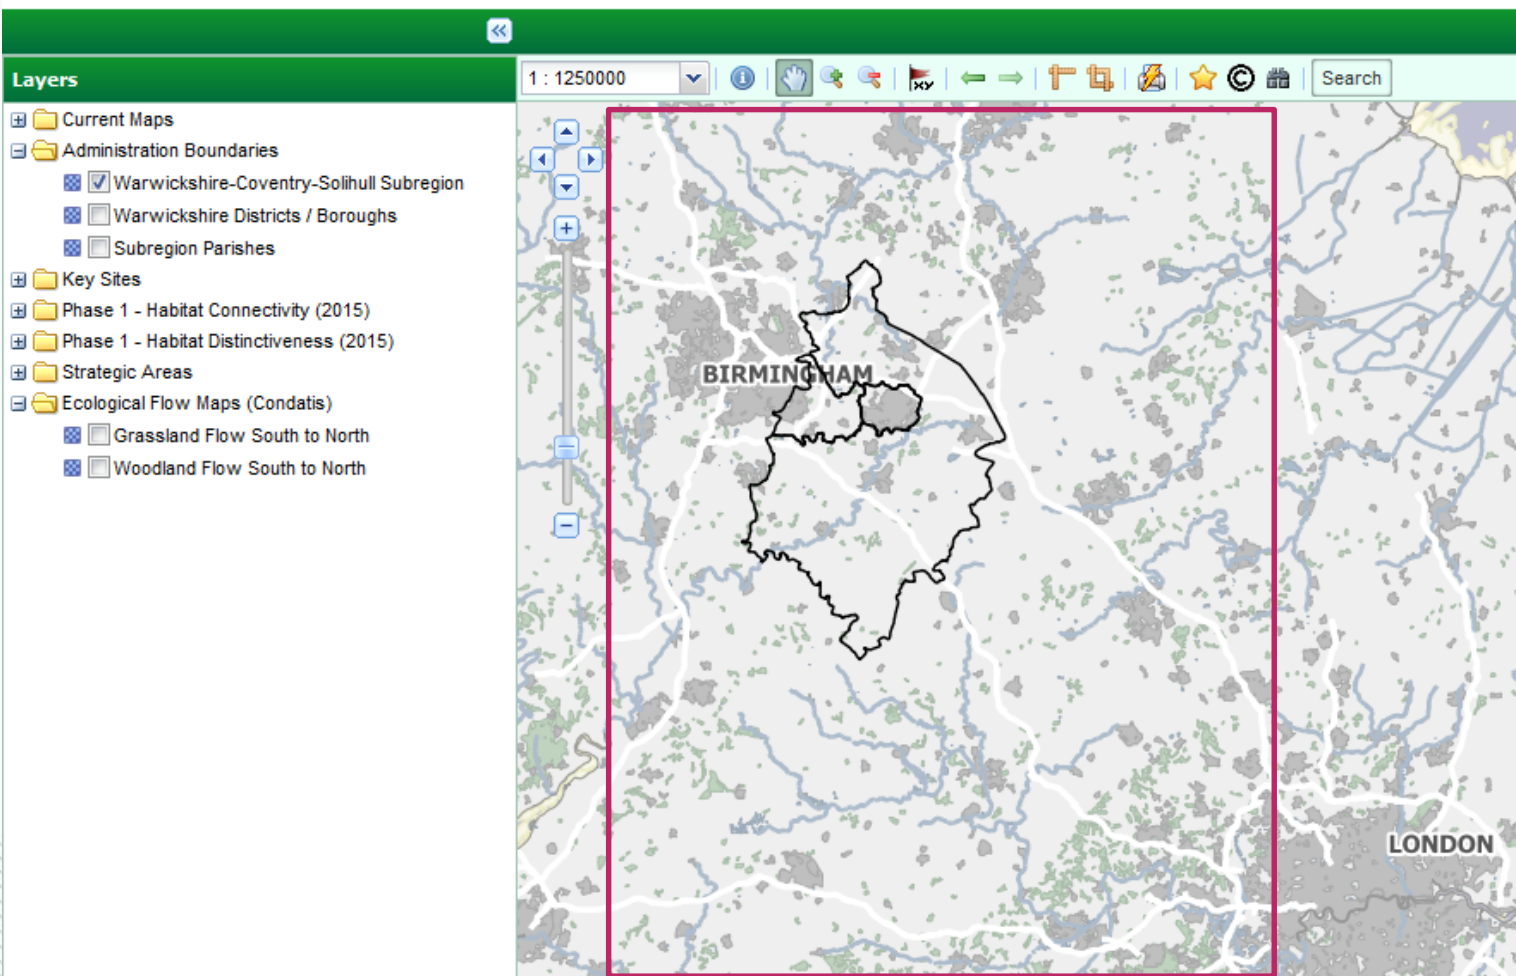 Layers
1 : 1250000
XY
Search
Current Maps
Administration Boundaries
Warwickshire-Coventry-Solihull Subregion
Warwickshire Districts / Boroughs
Subregion Parishes
Key Sites
Phase 1 - Habitat Connectivity (2015)
Phase 1 - Habitat Distinctiveness (2015)
Strategic Areas
Ecological Flow Maps (Condatis)
Grassland Flow South to North
Woodland Flow South to North
BIRMINGHAM
LONDON